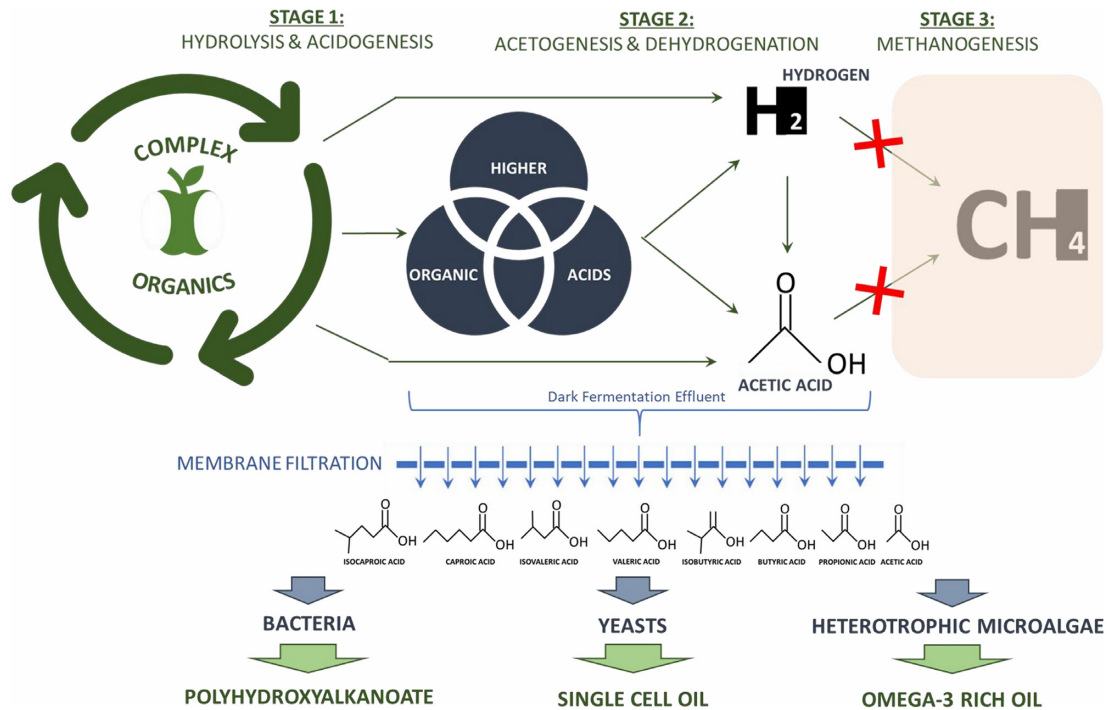 STAGE 1:
HYDROLYSIS & ACIDOGENESIS
STAGE 2:
ACETOGENESIS & DEHYDROGENATION
STAGE 3:
METHANOGENESIS
COMPLEX
ORGANICS
HIGHER
ORGANIC
ACIDS
HYDROGEN
H2
CH4
O
OH
ACETIC ACID
Dark Fermentation Effluent
MEMBRANE FILTRATION
O
OH
ISOCAPROIC ACID
O
OH
CAPROIC ACID
O
OH
ISOVALERIC ACID
O
OH
VALERIC ACID
OH
ISOBUTYRIC ACID
O
OH
BUTYRIC ACID
O
OH
PROPIONIC ACID
O
OH
ACETIC ACID
BACTERIA
YEASTS
HETEROTROPHIC MICROALGAE
POLYHYDROXYALKANOATE
SINGLE CELL OIL
OMEGA-3 RICH OIL